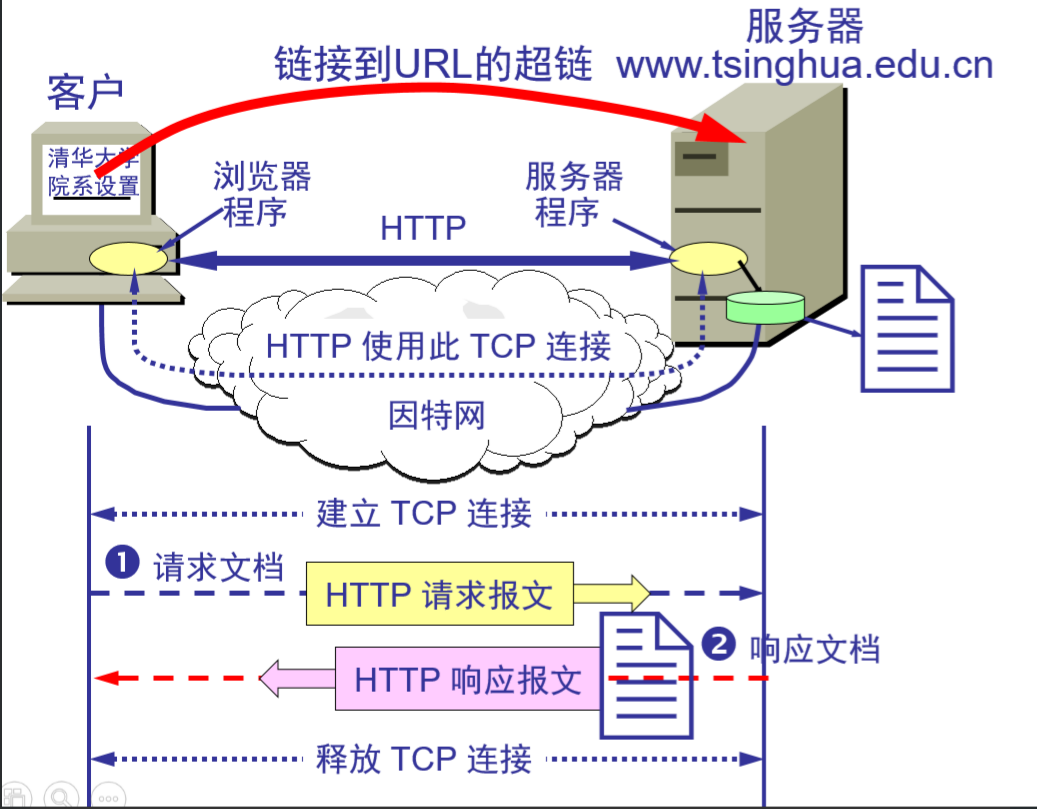 服务器
链接到URL的超链 www.tsinghua.edu.cn
客户
清华大学
院系设置
浏览器
程序
服务器
程序
HTTP
HTTP 使用此 TCP 连接
因特网
建立 TCP 连接
❶ 请求文档
HTTP 请求报文
❷ 响应文档
HTTP 响应报文
释放 TCP 连接